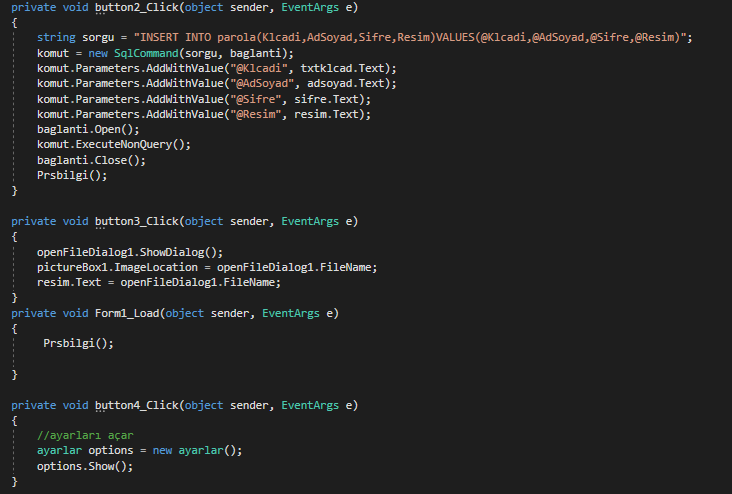 private void button2_Click(object sender, EventArgs e)
{
string sorgu = "INSERT INTO parola(Klcadi,AdSoyad,Sifre,Resim)VALUES(@Klcadi,@AdSoyad,@Sifre,@Resim)";
komut = new SqlCommand(sorgu, baglanti);
komut.Parameters.AddWithValue("@Klcadi", txtklcad.Text);
komut.Parameters.AddWithValue("@AdSoyad", adsoyad.Text);
komut.Parameters.AddWithValue("@Sifre", sifre.Text);
komut.Parameters.AddWithValue("@Resim", resim.Text);
baglanti.Open();
komut.ExecuteNonQuery();
baglanti.Close();
Prsbilgi();
}
private void button3_Click(object sender, EventArgs e)
{
openFileDialog1.ShowDialog();
pictureBox1.ImageLocation = openFileDialog1.FileName;
resim.Text = openFileDialog1.FileName;
}
private void Form1_Load(object sender, EventArgs e)
{
Prsbilgi();
}
private void button4_Click(object sender, EventArgs e)
{
//ayarları açar
ayarlar options = new ayarlar();
options.Show();
}